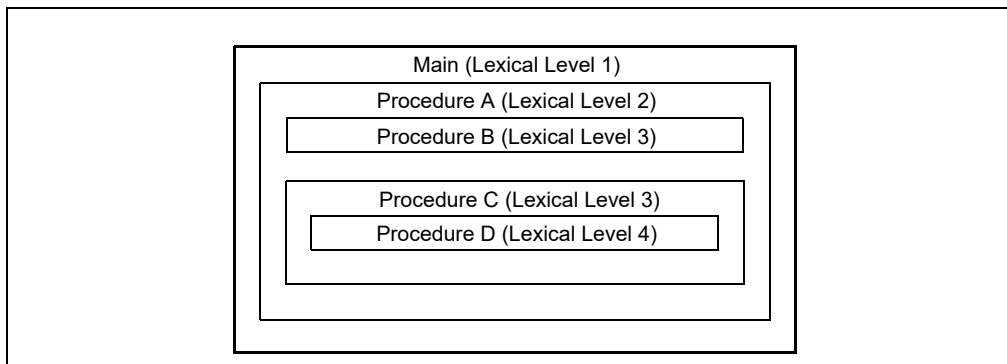 Main (Lexical Level 1)
Procedure A (Lexical Level 2)
Procedure B (Lexical Level 3)
Procedure C (Lexical Level 3)
Procedure D (Lexical Level 4)